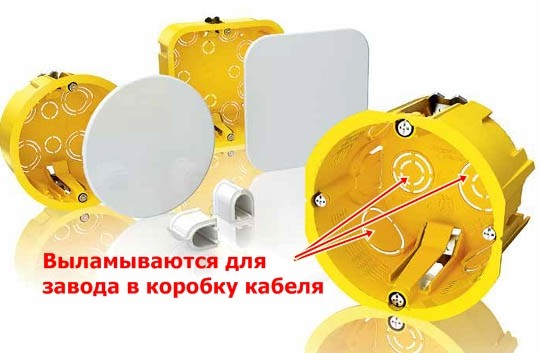 Выламываются для
завода в коробку кабеля